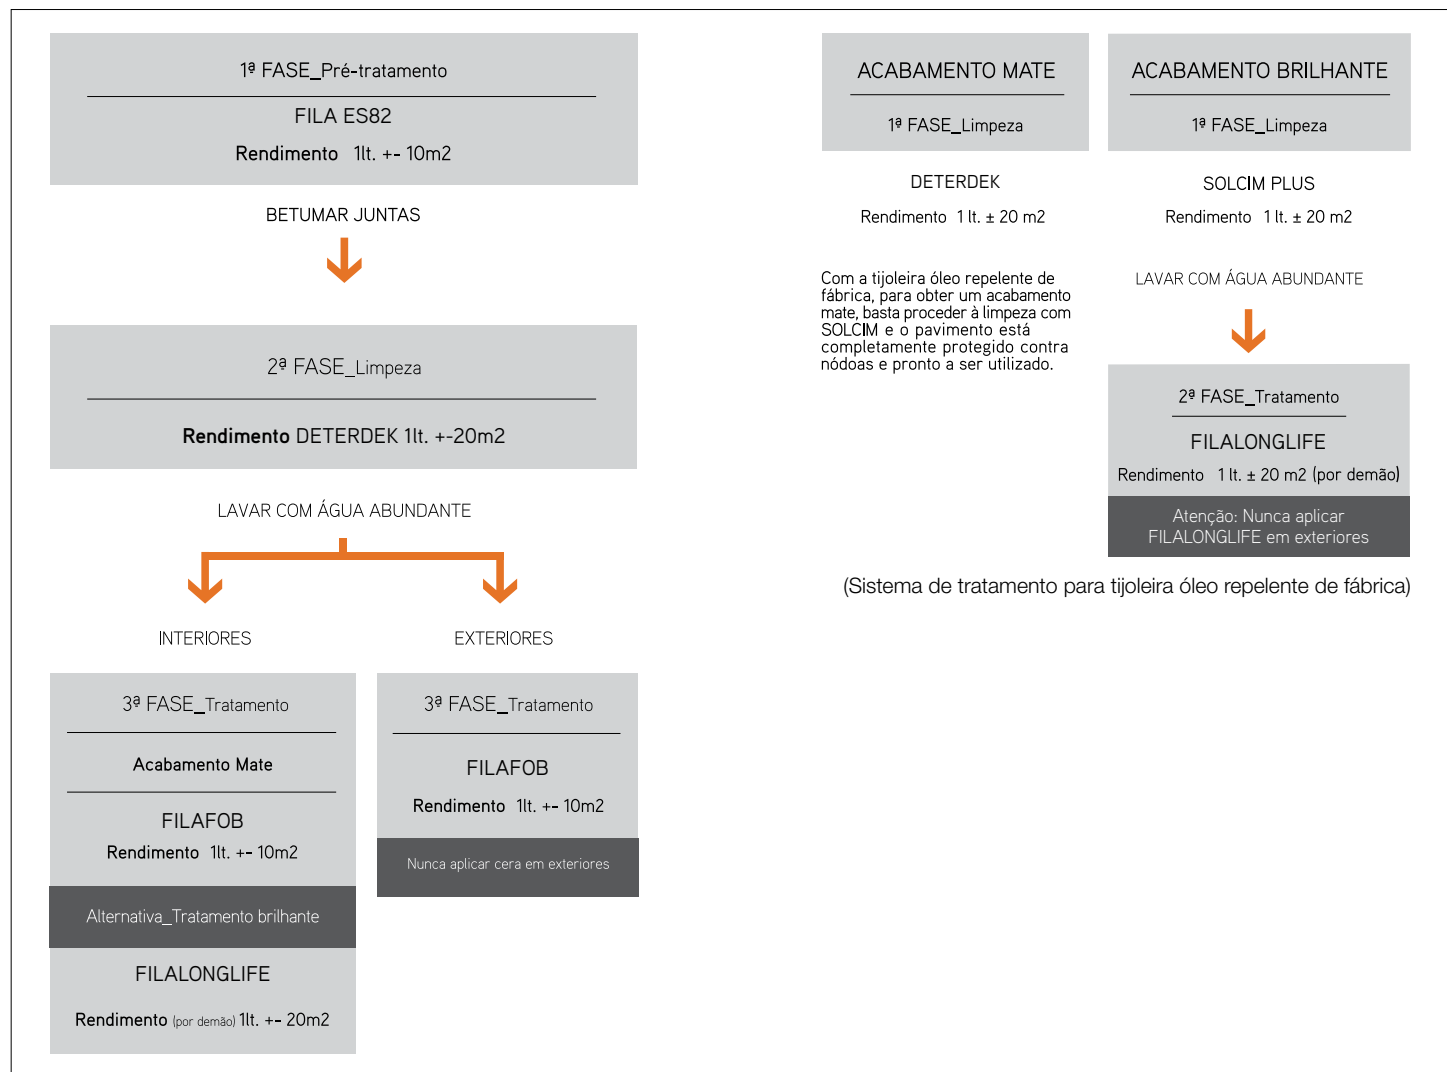 1ª FASE_Pré-tratamento
FILA ES82
Rendimento 1lt. +- 10m2
BETUMAR JUNTAS
2ª FASE_Limpeza
Rendimento DETERDEK 1lt. +-20m2
LAVAR COM ÁGUA ABUNDANTE
INTERIORES
3ª FASE_Tratamento
Acabamento Mate
FILAFOB
Rendimento 1lt. +- 10m2
Alternativa_Tratamento brilhante
FILALONGLIFE
Rendimento (por demão) 1lt. +- 20m2
EXTERIORES
3ª FASE_Tratamento
FILAFOB
Rendimento 1lt. +- 10m2
Nunca aplicar cera em exteriores
ACABAMENTO MATE
1ª FASE_Limpeza
DETERDEK
Rendimento 1 lt. ± 20 m2
Com a tijoleira óleo repelente de
fábrica, para obter um acabamento
mate, basta proceder à limpeza com
SOLCIM e o pavimento está
completamente protegido contra
nódoas e pronto a ser utilizado.
ACABAMENTO BRILHANTE
1ª FASE_Limpeza
SOLCIM PLUS
Rendimento 1 lt. ± 20 m2
LAVAR COM ÁGUA ABUNDANTE
2ª FASE_Tratamento
FILALONGLIFE
Rendimento 1 lt. ± 20 m2 (por demão)
Atenção: Nunca aplicar
FILALONGLIFE em exteriores
(Sistema de tratamento para tijoleira óleo repelente de fábrica)